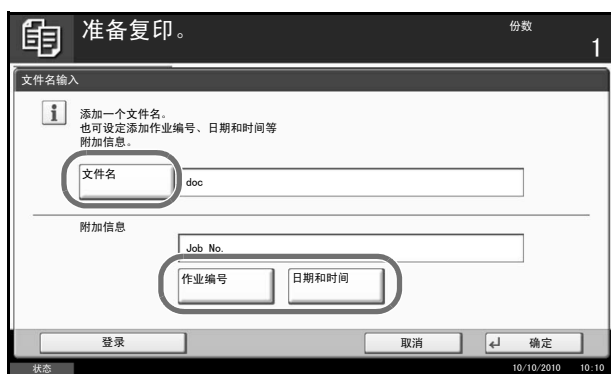 准备复印。
份数
1
文件名输入
添加一个文件名。
也可设定添加作业编号、日期和时间等
附加信息。
文件名
doc
附加信息
Job No.
作业编号 日期和时间
登录 取消 确定
状态 10/10/2010 10:10